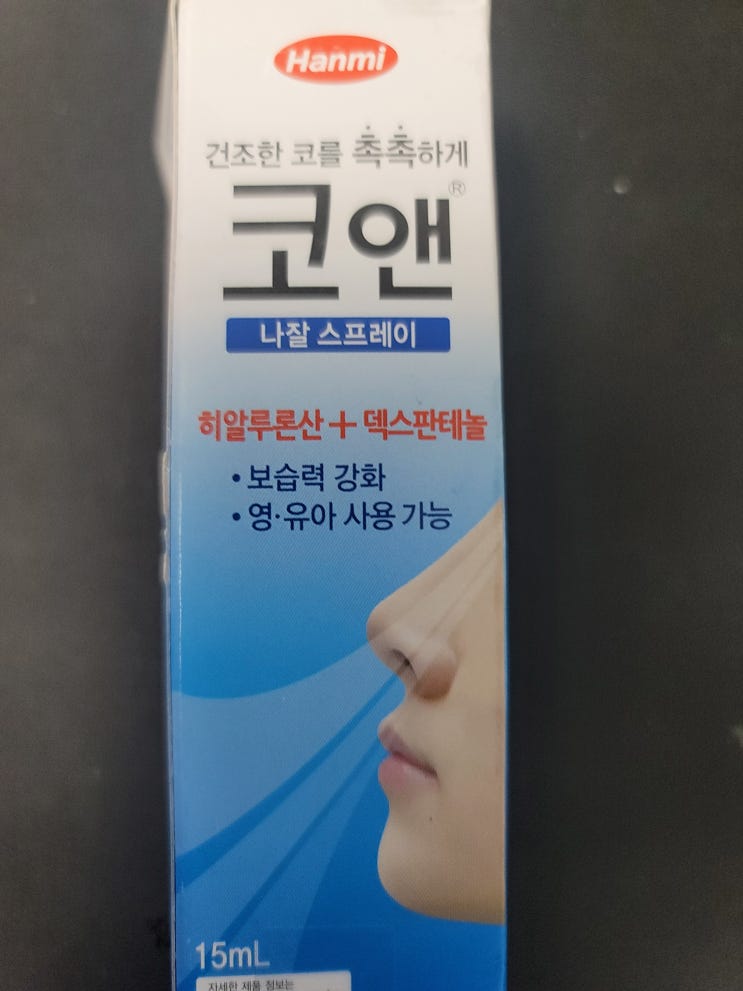 Hanmi
건조한 코를 촉촉하게
코앤®
나잘 스프레이
히알루론산 + 덱스판테놀
• 보습력 강화
• 영·유아 사용 가능
15mL
자세한 제품 정보는